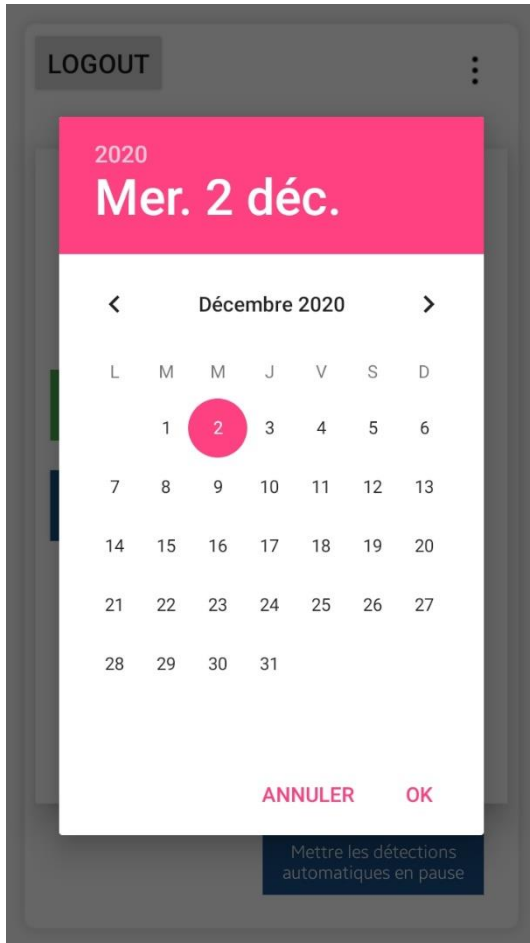 LOGOUT
2020
Mer. 2 déc.
Décembre 2020
L M M J V S D
1 2 3 4 5 6
7 8 9 10 11 12 13
14 15 16 17 18 19 20
21 22 23 24 25 26 27
28 29 30 31
ANNULER OK
Mettre les détections
automatiques en pause